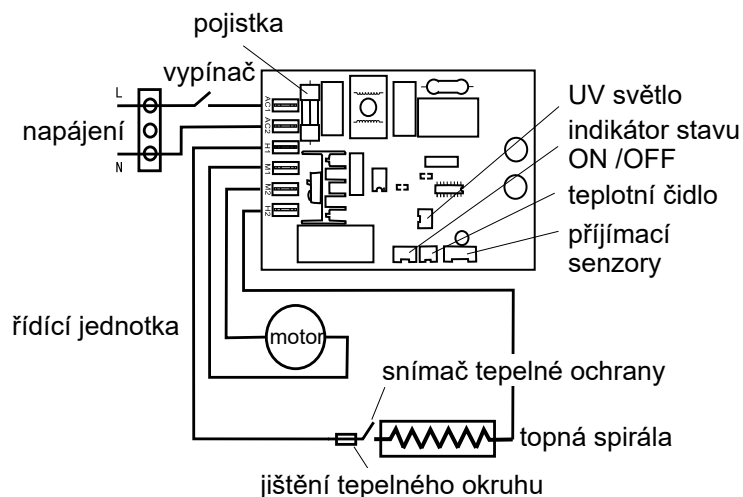 pojistka
vypínač
L
napájení
N
AC1
AC2
H1
M1
M2
H2
UV světlo
indikátor stavu
ON /OFF
teplotní čidlo
příjímací
senzory
řídící jednotka
motor
snímač tepelné ochrany
topná spirála
jištění tepelného okruhu